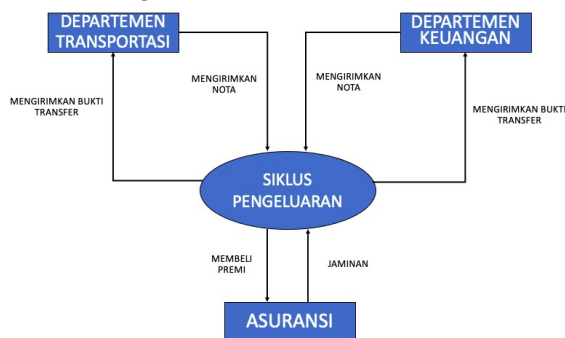 DEPARTEMEN
TRANSPORTASI
DEPARTEMEN
KEUANGAN
MENGIRIMKAN
NOTA
MENGIRIMKAN
NOTA
MENGIRIMKAN BUKTI
TRANSFER
MENGIRIMKAN BUKTI
TRANSFER
SIKLUS
PENGELUARAN
MEMBELI
PREMI
JAMINAN
ASURANSI